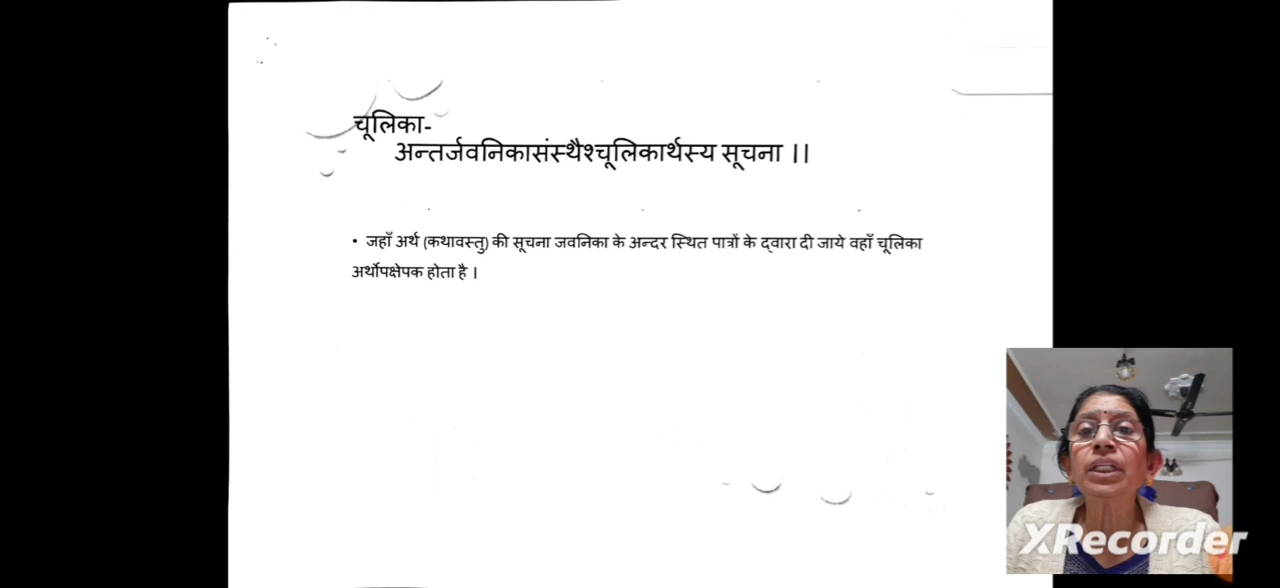 चूलिका-
अन्तर्जवनिकासंस्थैश्चूलिकार्थस्य सूचना ।।
• जहाँ अर्थ (कथावस्तु) की सूचना जवनिका के अन्दर स्थित पात्रों के द्वारा दी जाये वहाँ चूलिका
अर्थोपक्षेपक होता है ।
XRecorder